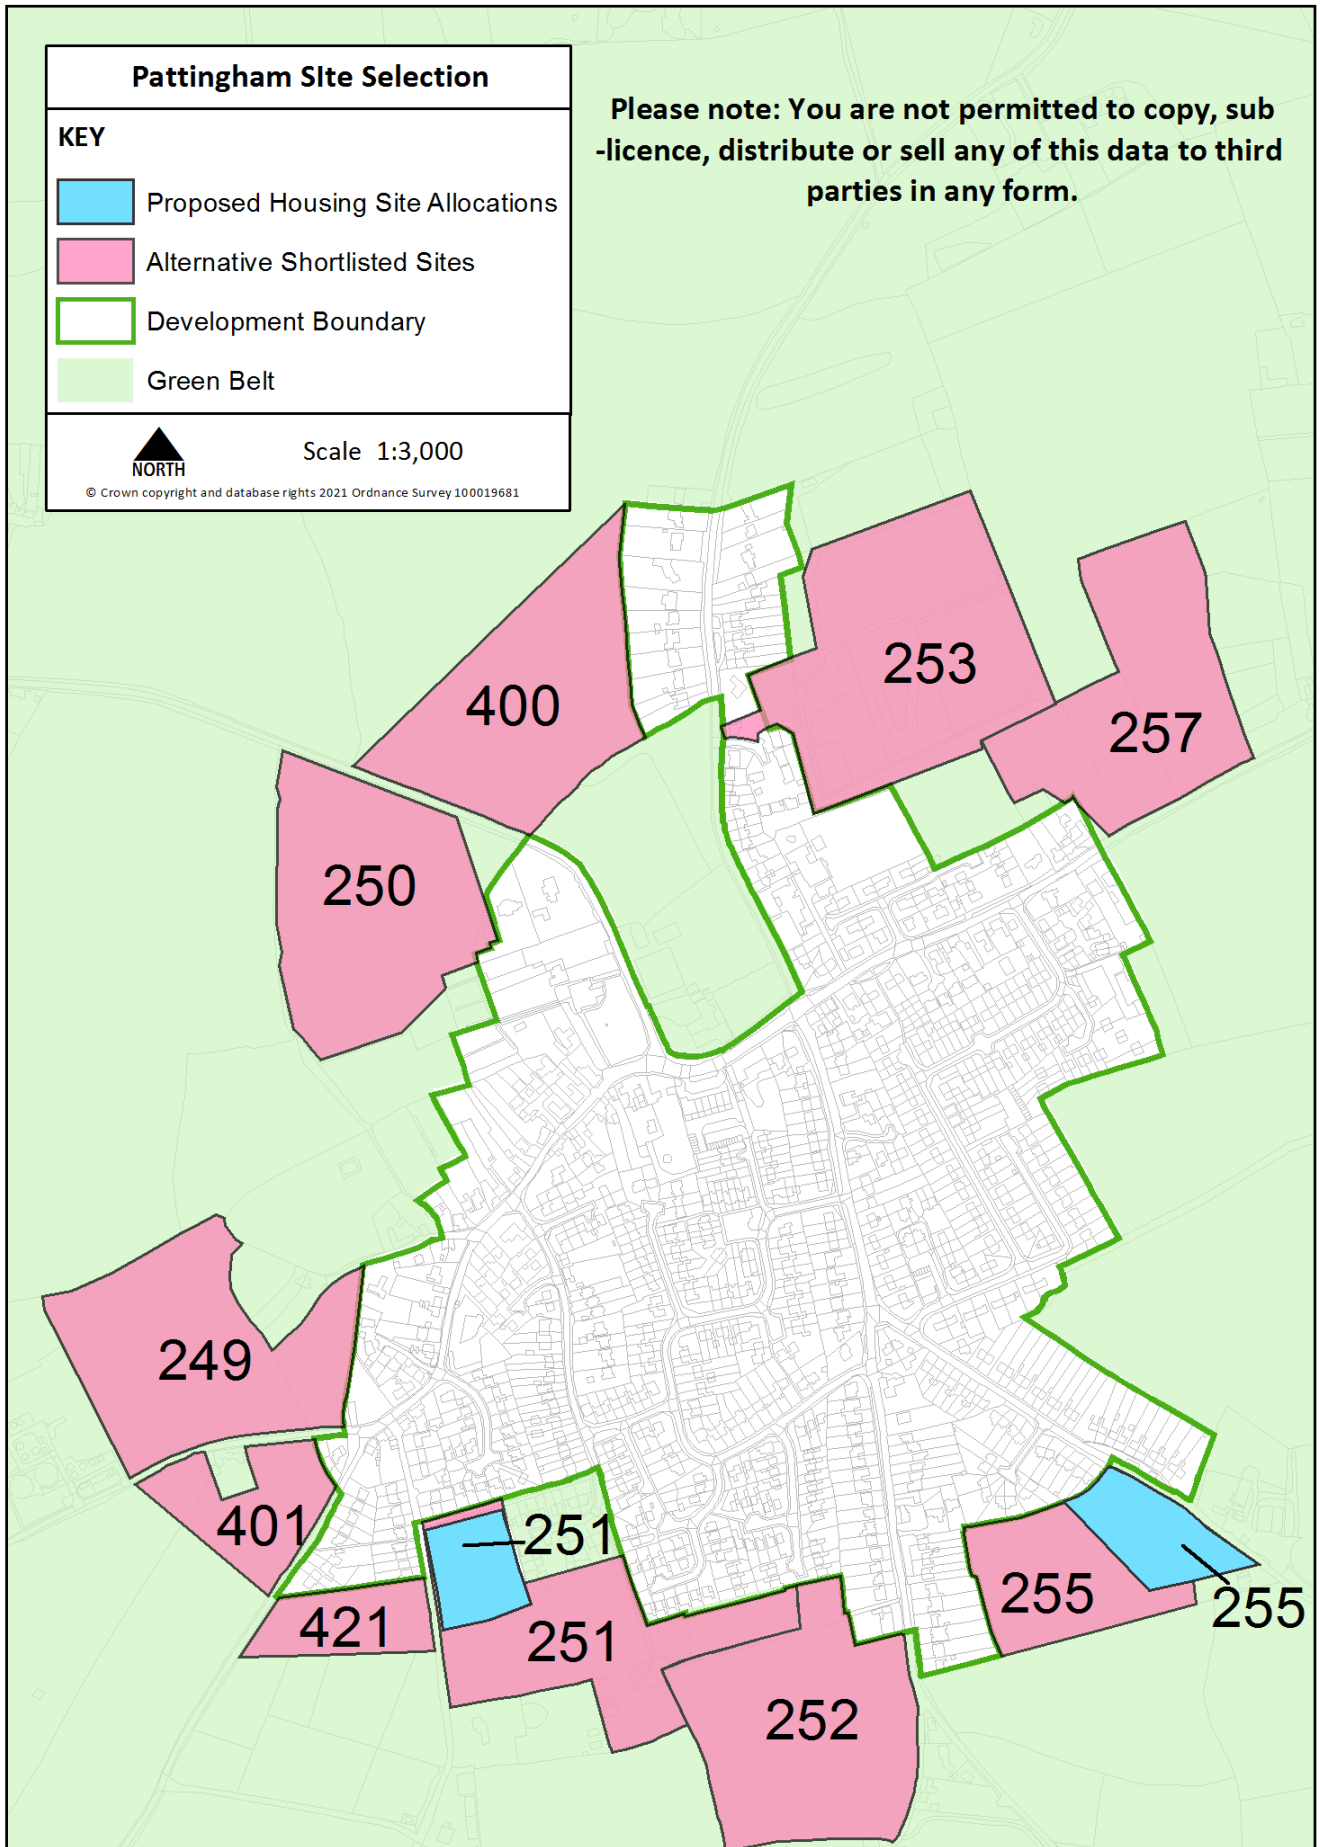 Pattingham SIte Selection
KEY
Proposed Housing Site Allocations
Alternative Shortlisted Sites
Development Boundary
Green Belt
NORTH
Scale 1:3,000
© Crown copyright and database rights 2021 Ordnance Survey 100019681
Please note: You are not permitted to copy, sub
-licence, distribute or sell any of this data to third
parties in any form.
253
400
257
250
249
401
251
255
255
421
251
252